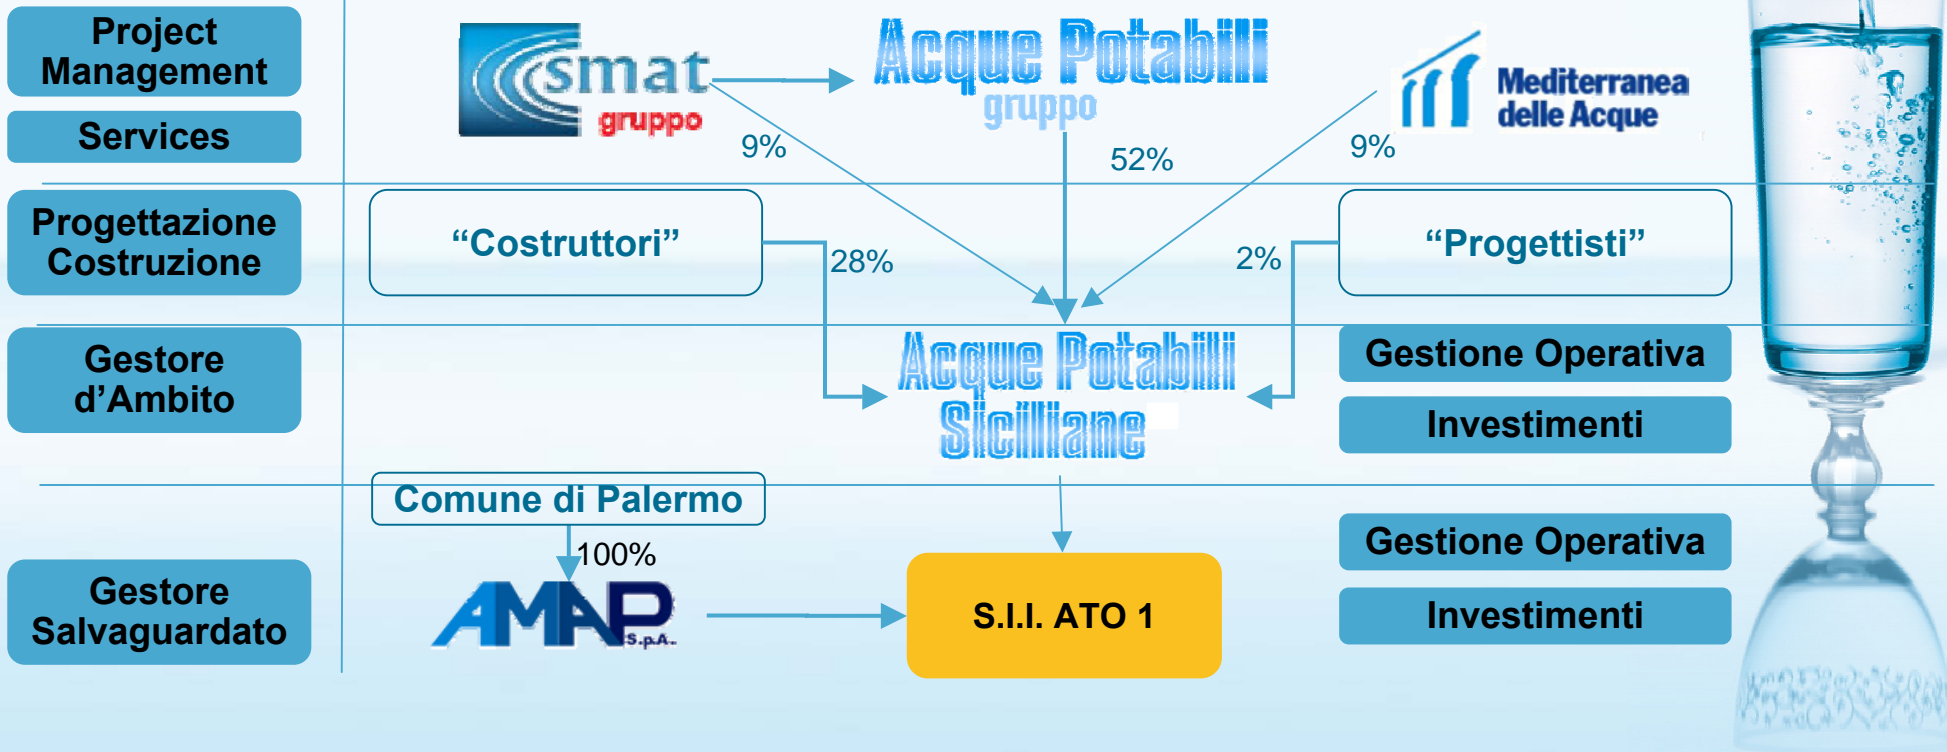 Project
Management
Services
smat
gruppo
Acque Potabili
gruppo
Mediterranea
delle Acque
9%
52%
9%
Progettazione
Costruzione
“Costruttori”
28%
2%
“Progettisti”
Gestore
d’Ambito
Acque Potabili
Siciliane
Gestione Operativa
Investimenti
Comune di Palermo
100%
Gestore
Salvaguardato
AMAP
S.p.A.
S.I.I. ATO 1
Gestione Operativa
Investimenti